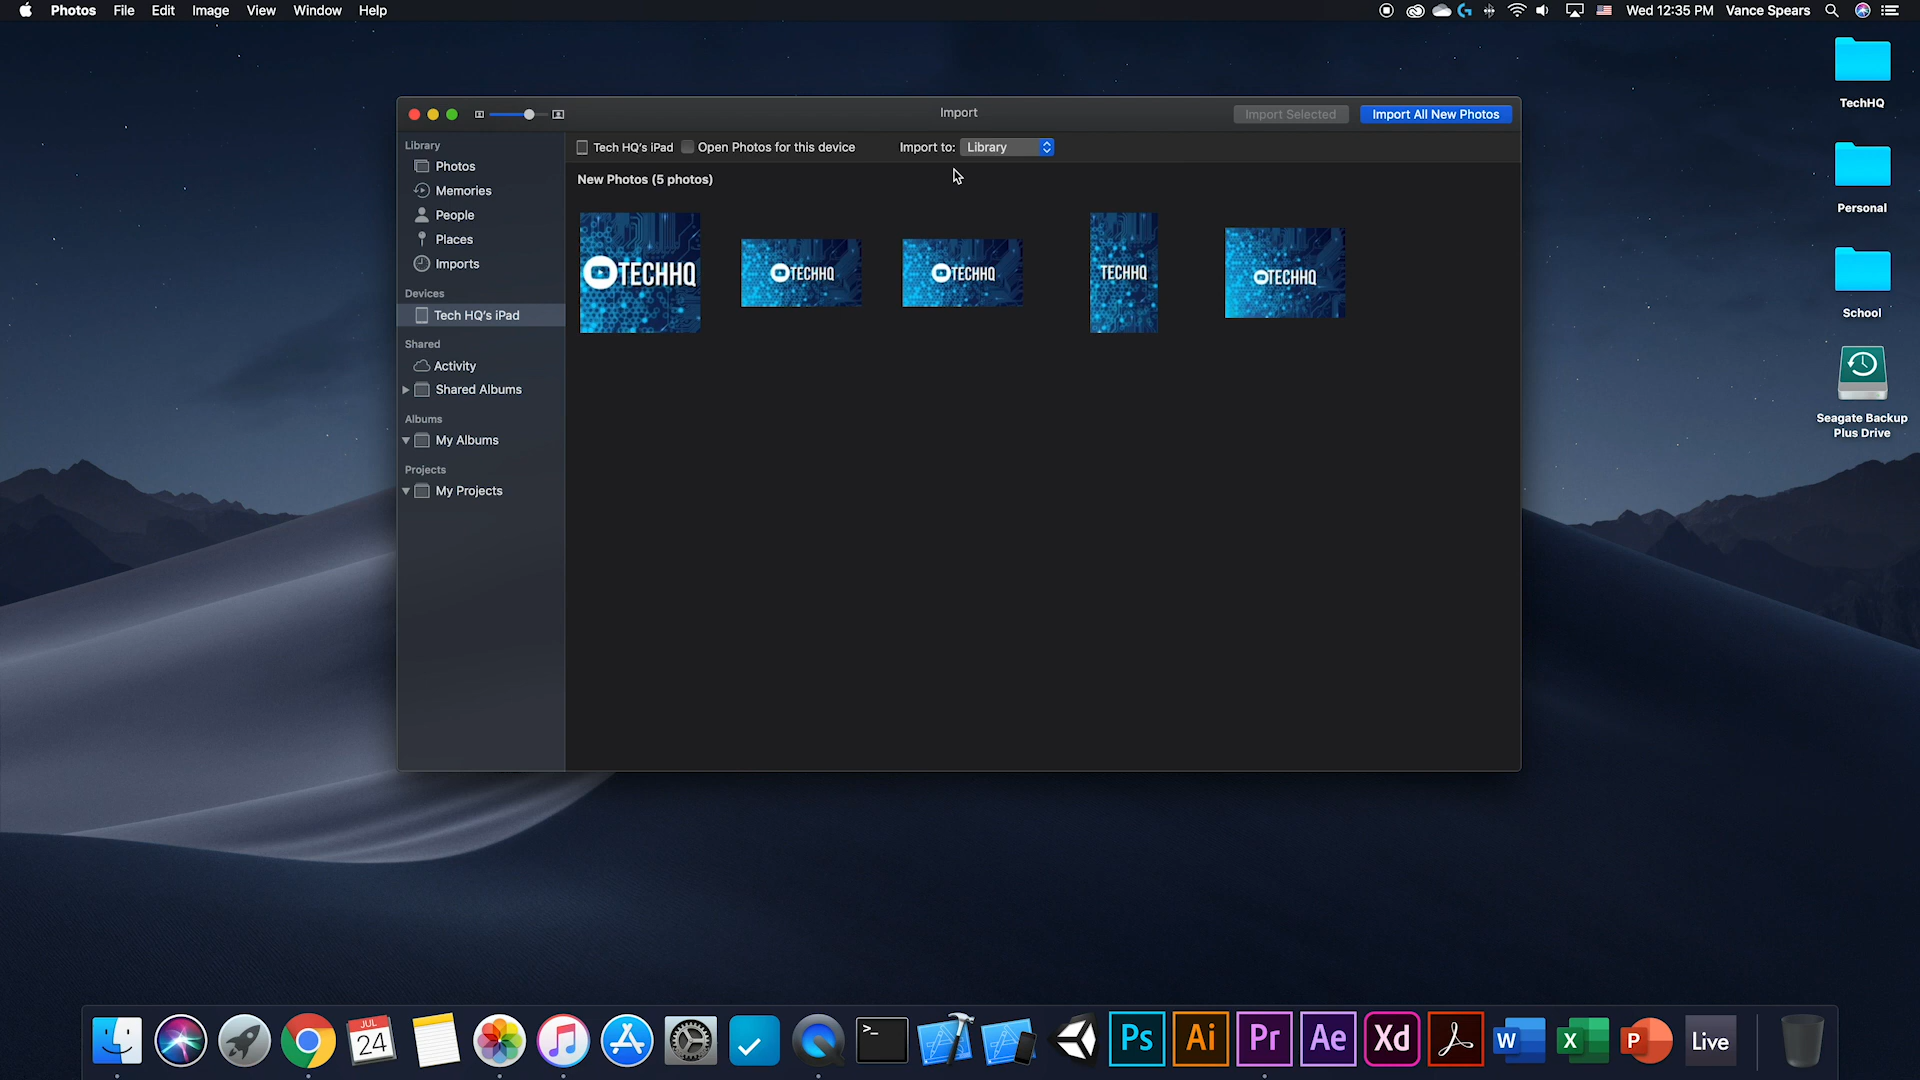 Photos File Edit Image View Window Help
Wed 12:35 PM Vance Spears
Import
Import Selected
Import All New Photos
Library
Photos
Memories
People
Places
Imports
Devices
Tech HQ's iPad
Shared
Activity
Shared Albums
Albums
My Albums
Projects
My Projects
Tech HQ's iPad Open Photos for this device Import to: Library
New Photos (5 photos)
TECHHQ
TECHHQ
TECHHQ
TECHHQ
TECHHQ
TechHQ
Personal
School
Seagate Backup
Plus Drive
JUL
24
>_
Ps
Ai
Pr
Ae
Xd
W
X
P
Live